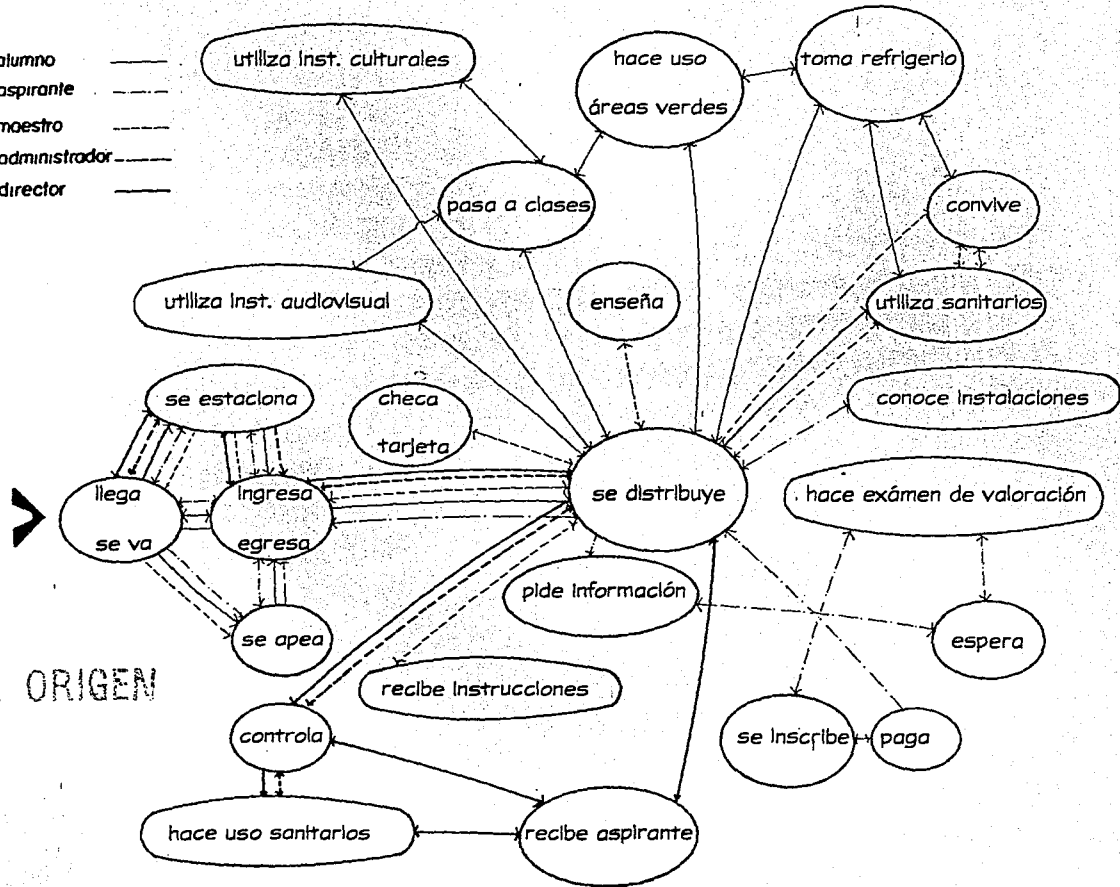 alumno
aspirante
maestro
administrador
director
utiliza inst. culturales
hace uso
áreas verdes
toma refrigerio
pasa a clases
convive
utiliza inst. audiovisual
enseña
utiliza sanitarios
se estaciona
checa
tarjeta
conoce instalaciones
llega
se va
ingresa
egresa
se distribuye
hace exámen de valoración
pide información
se apea
espera
ORIGEN
recibe instrucciones
controla
se inscribe
paga
hace uso sanitarios
recibe aspirante